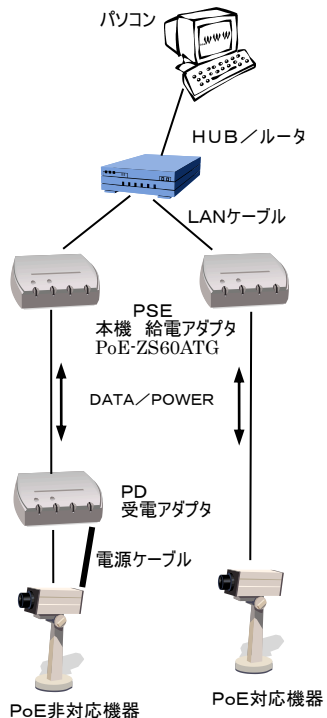 パソコン
WWW
HUB／ルータ
LANケーブル
PSE
本機 給電アダプタ
PoE-ZS60ATG
DATA／POWER
PD
受電アダプタ
電源ケーブル
PoE対応機器
PoE非対応機器